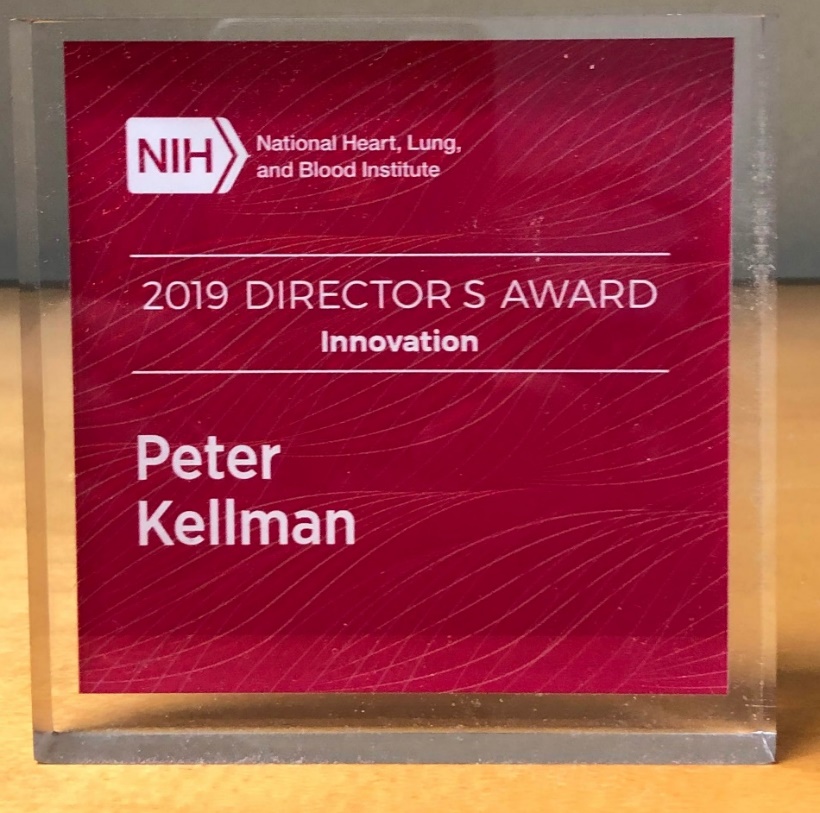 NIH
National Heart, Lung,
and Blood Institute
2019 DIRECTOR S AWARD
Innovation
Peter
Kellman